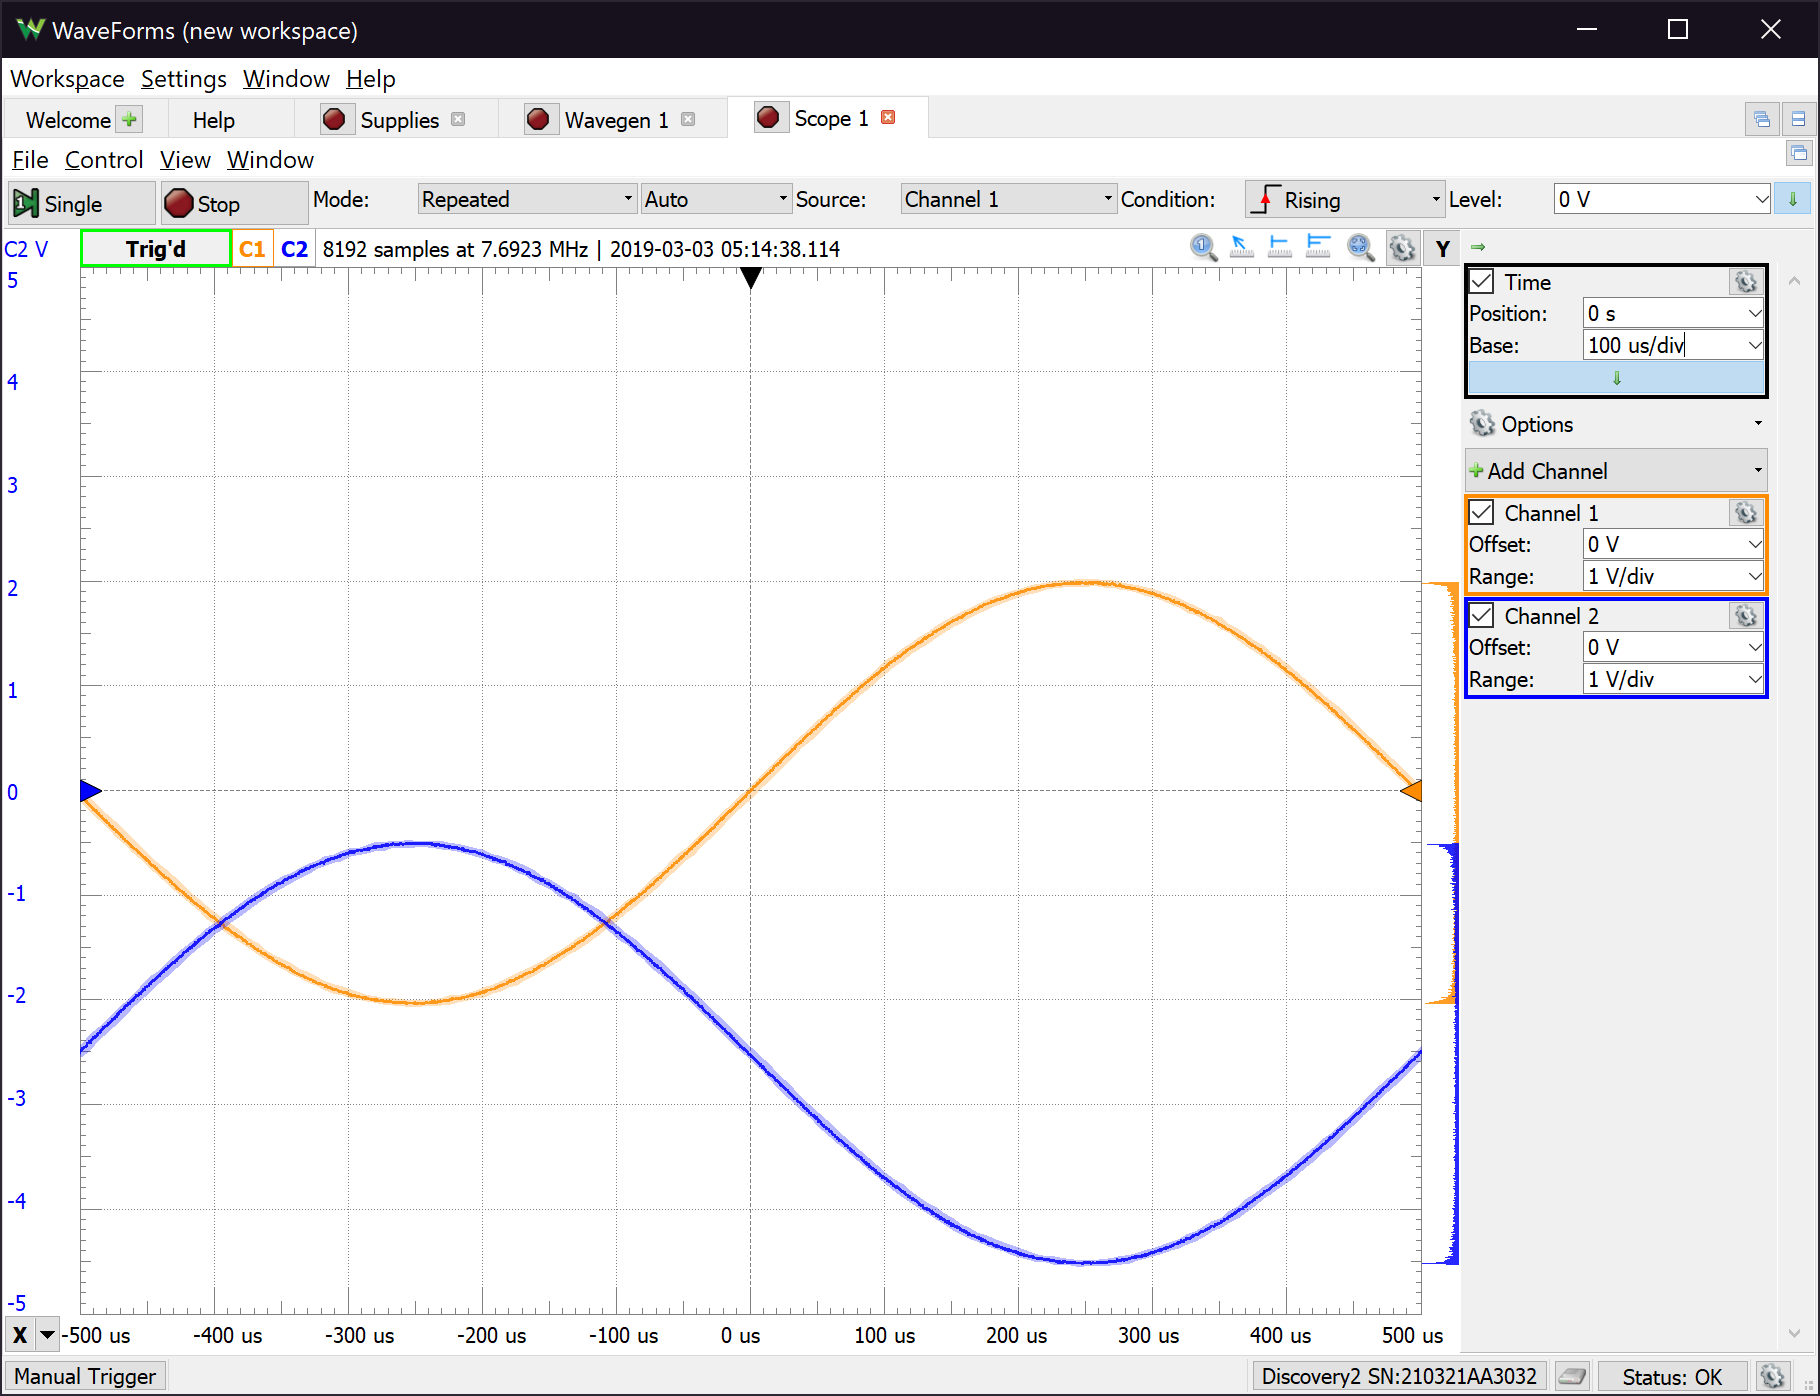 WaveForms (new workspace)
Workspace Settings Window Help
Welcome Help Supplies Wavegen 1 Scope 1
File Control View Window
Single Stop Mode: Repeated Auto Source: Channel 1 Condition: Rising Level: 0 V
C2 V Trig'd C1 C2 8192 samples at 7.6923 MHz | 2019-03-03 05:14:38.114 Y
Time
Position: 0 s
Base: 100 us/div
Options
Add Channel
Channel 1
Offset: 0 V
Range: 1 V/div
Channel 2
Offset: 0 V
Range: 1 V/div
5
4
3
2
1
0
-1
-2
-3
-4
-5
X -500 us -400 us -300 us -200 us -100 us 0 us 100 us 200 us 300 us 400 us 500 us
Manual Trigger Discovery2 SN:210321AA3032 Status: OK